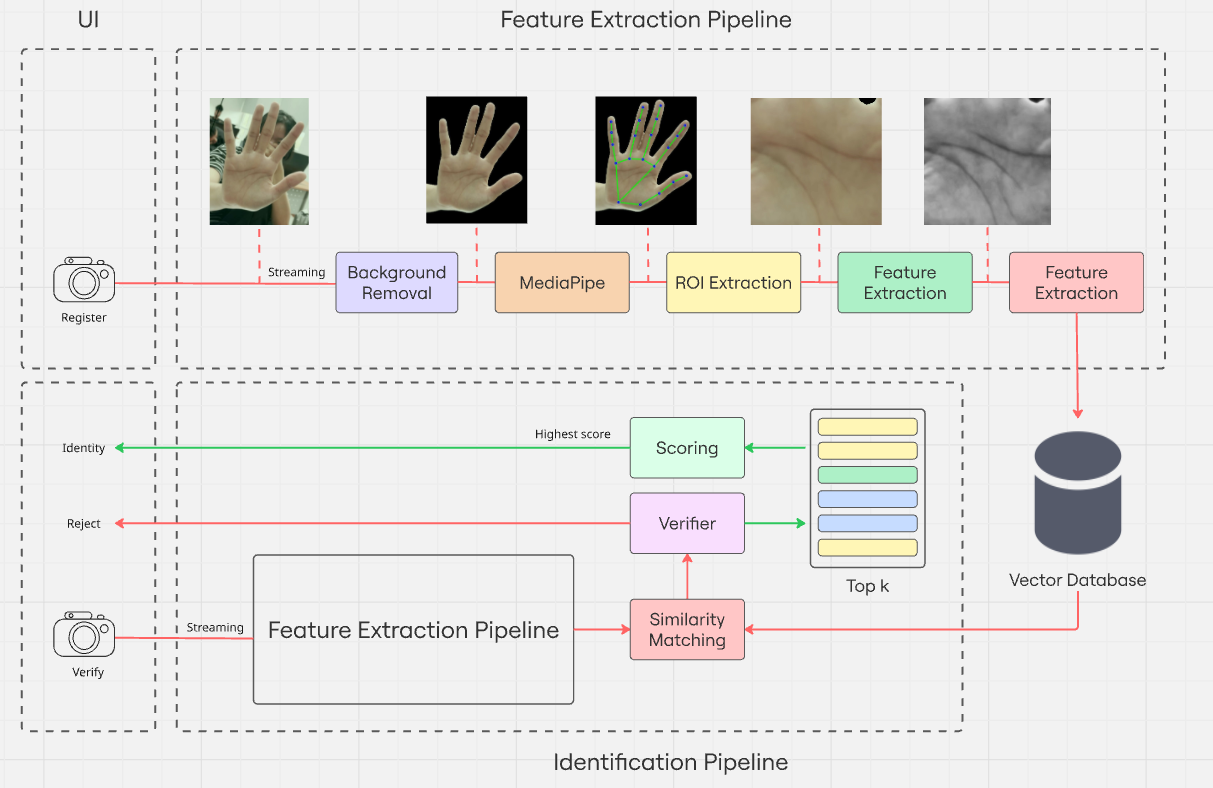 UI
Feature Extraction Pipeline
Streaming
Background
Removal
MediaPipe
ROI Extraction
Feature
Extraction
Feature
Extraction
Register
Identity
Highest score
Scoring
Reject
Verifier
Top k
Vector Database
Streaming
Feature Extraction Pipeline
Similarity
Matching
Verify
Identification Pipeline